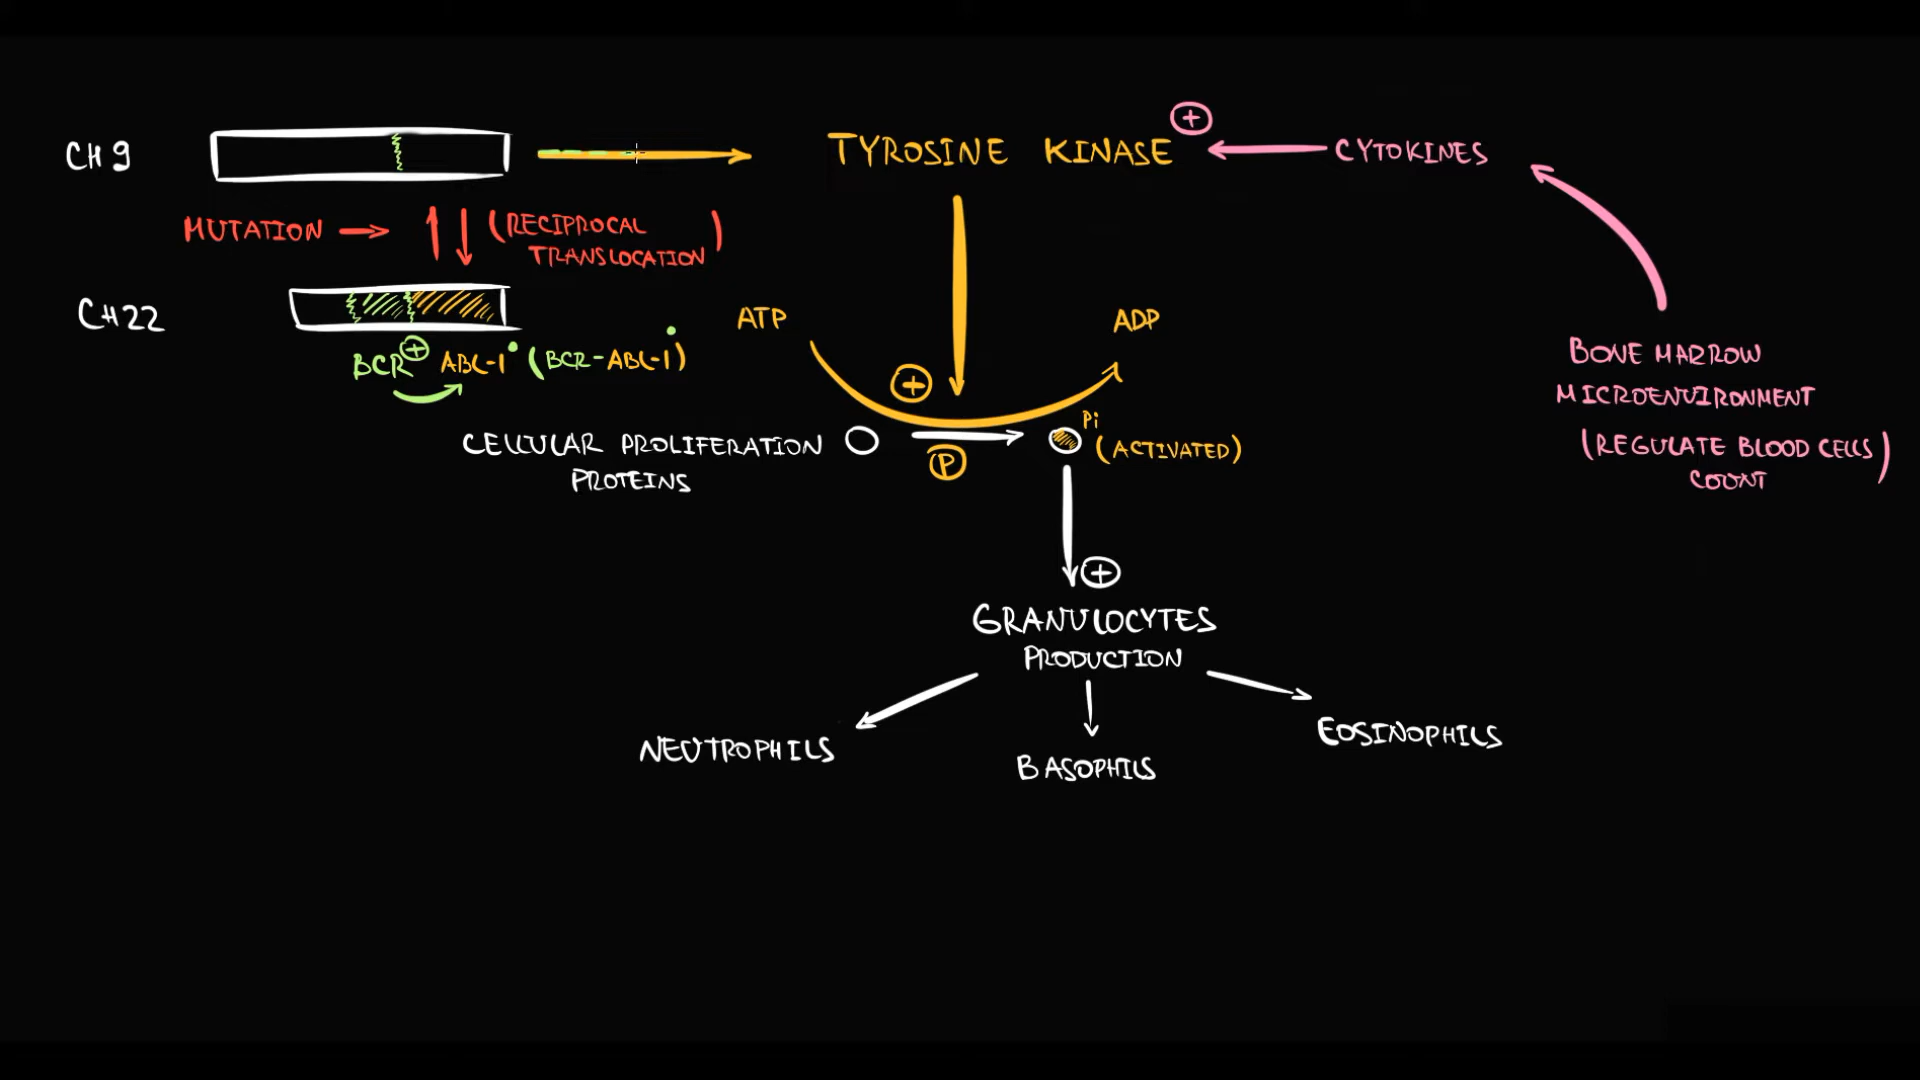 CH 9
TYROSINE KINASE
+
CYTOKINES
MUTATION
(RECIPROCAL
TRANSLOCATION)
CH22
BCR + ABL-1 (BCR-ABL-1)
ATP
ADP
+
BONE MARROW
MICROENVIRONMENT
(REGULATE BLOOD CELLS)
COUNT
CELLULAR PROLIFERATION
PROTEINS
P
Pi
(ACTIVATED)
+
GRANULOCYTES
PRODUCTION
NEUTROPHILS
BASOPHILS
EOSINOPHILS